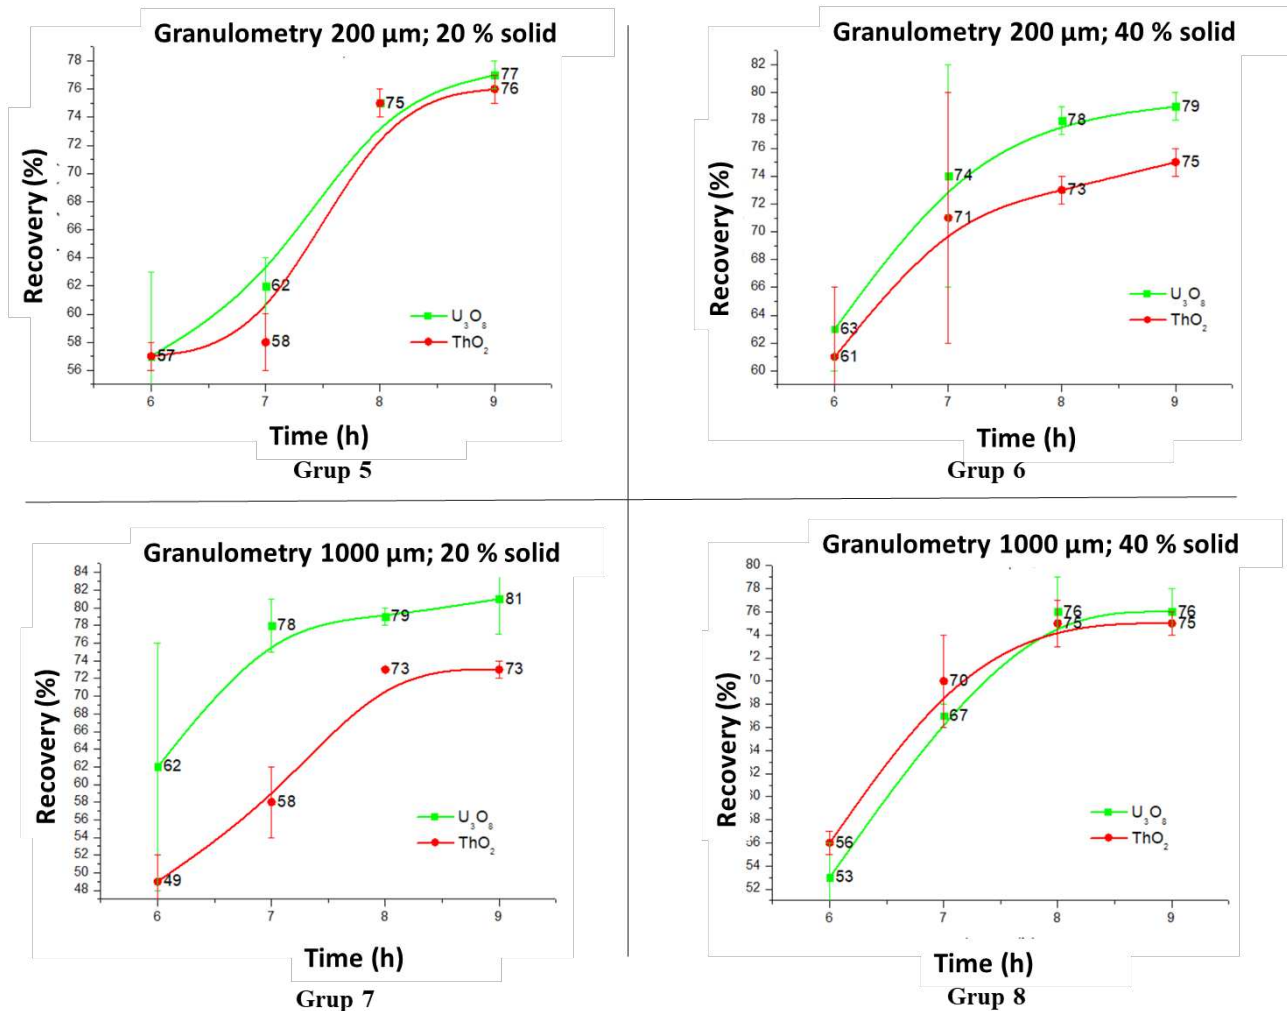 Granulometry 200 µm; 20 % solid
78
76
74
72
70
68
66
64
62
60
58
56
Recovery (%)
57
62
58
75
77
76
U₃O₈
ThO₂
6 7 8 9
Time (h)
Grup 5
Granulometry 200 µm; 40 % solid
82
80
78
76
74
72
70
68
66
64
62
60
Recovery (%)
63
61
74
71
78
73
79
75
U₃O₈
ThO₂
6 7 8 9
Time (h)
Grup 6
Granulometry 1000 µm; 20 % solid
84
82
80
78
76
74
72
70
68
66
64
62
60
58
56
54
52
50
48
Recovery (%)
62
49
78
58
79
73
81
73
U₃O₈
ThO₂
6 7 8 9
Time (h)
Grup 7
Granulometry 1000 µm; 40 % solid
80
78
76
74
72
70
58
52
Recovery (%)
56
53
70
67
76
75
76
75
U₃O₈
ThO₂
6 7 8 9
Time (h)
Grup 8